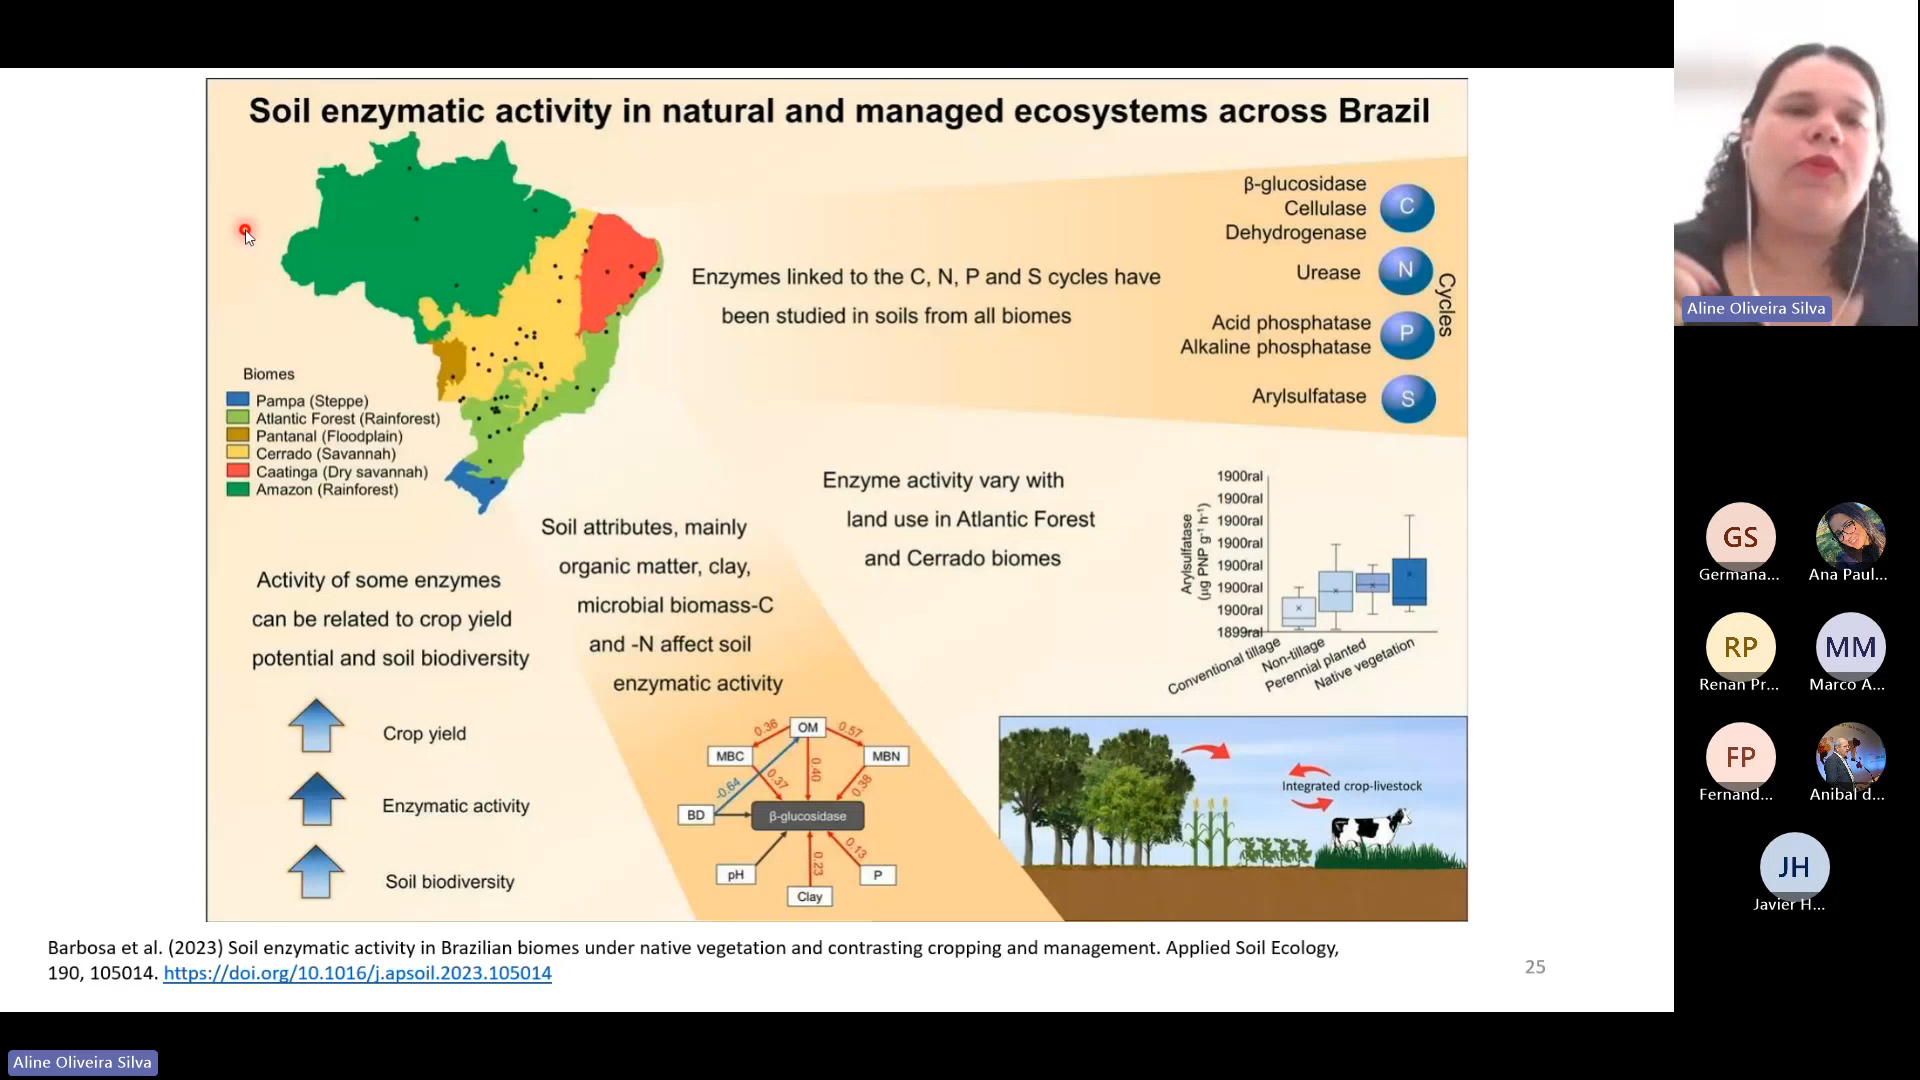 Soil enzymatic activity in natural and managed ecosystems across Brazil
β-glucosidase
Cellulase
Dehydrogenase
C
Urease
N
Acid phosphatase
Alkaline phosphatase
P
Arylsulfatase
S
Cycles
Enzymes linked to the C, N, P and S cycles have
been studied in soils from all biomes
Biomes
Pampa (Steppe)
Atlantic Forest (Rainforest)
Pantanal (Floodplain)
Cerrado (Savannah)
Caatinga (Dry savannah)
Amazon (Rainforest)
Enzyme activity vary with
land use in Atlantic Forest
and Cerrado biomes
Arylsulfatase
(µg PNP g⁻¹ h⁻¹)
1900ral
1900ral
1900ral
1900ral
1900ral
1900ral
1900ral
1899ral
Conventional tillage
Non-tillage
Perennial planted
Native vegetation
Soil attributes, mainly
organic matter, clay,
microbial biomass-C
and -N affect soil
enzymatic activity
Activity of some enzymes
can be related to crop yield
potential and soil biodiversity
Crop yield
Enzymatic activity
Soil biodiversity
OM
0.36
0.57
MBC
MBN
-0.64
0.37
0.40
0.38
BD
β-glucosidase
0.23
0.13
pH
P
Clay
Integrated crop-livestock
Barbosa et al. (2023) Soil enzymatic activity in Brazilian biomes under native vegetation and contrasting cropping and management. Applied Soil Ecology,
190, 105014. https://doi.org/10.1016/j.apsoil.2023.105014
25
Aline Oliveira Silva
GS
Germana...
Ana Paul...
RP
Renan Pr...
MM
Marco A...
FP
Fernand...
Anibal d...
JH
Javier H...
Aline Oliveira Silva